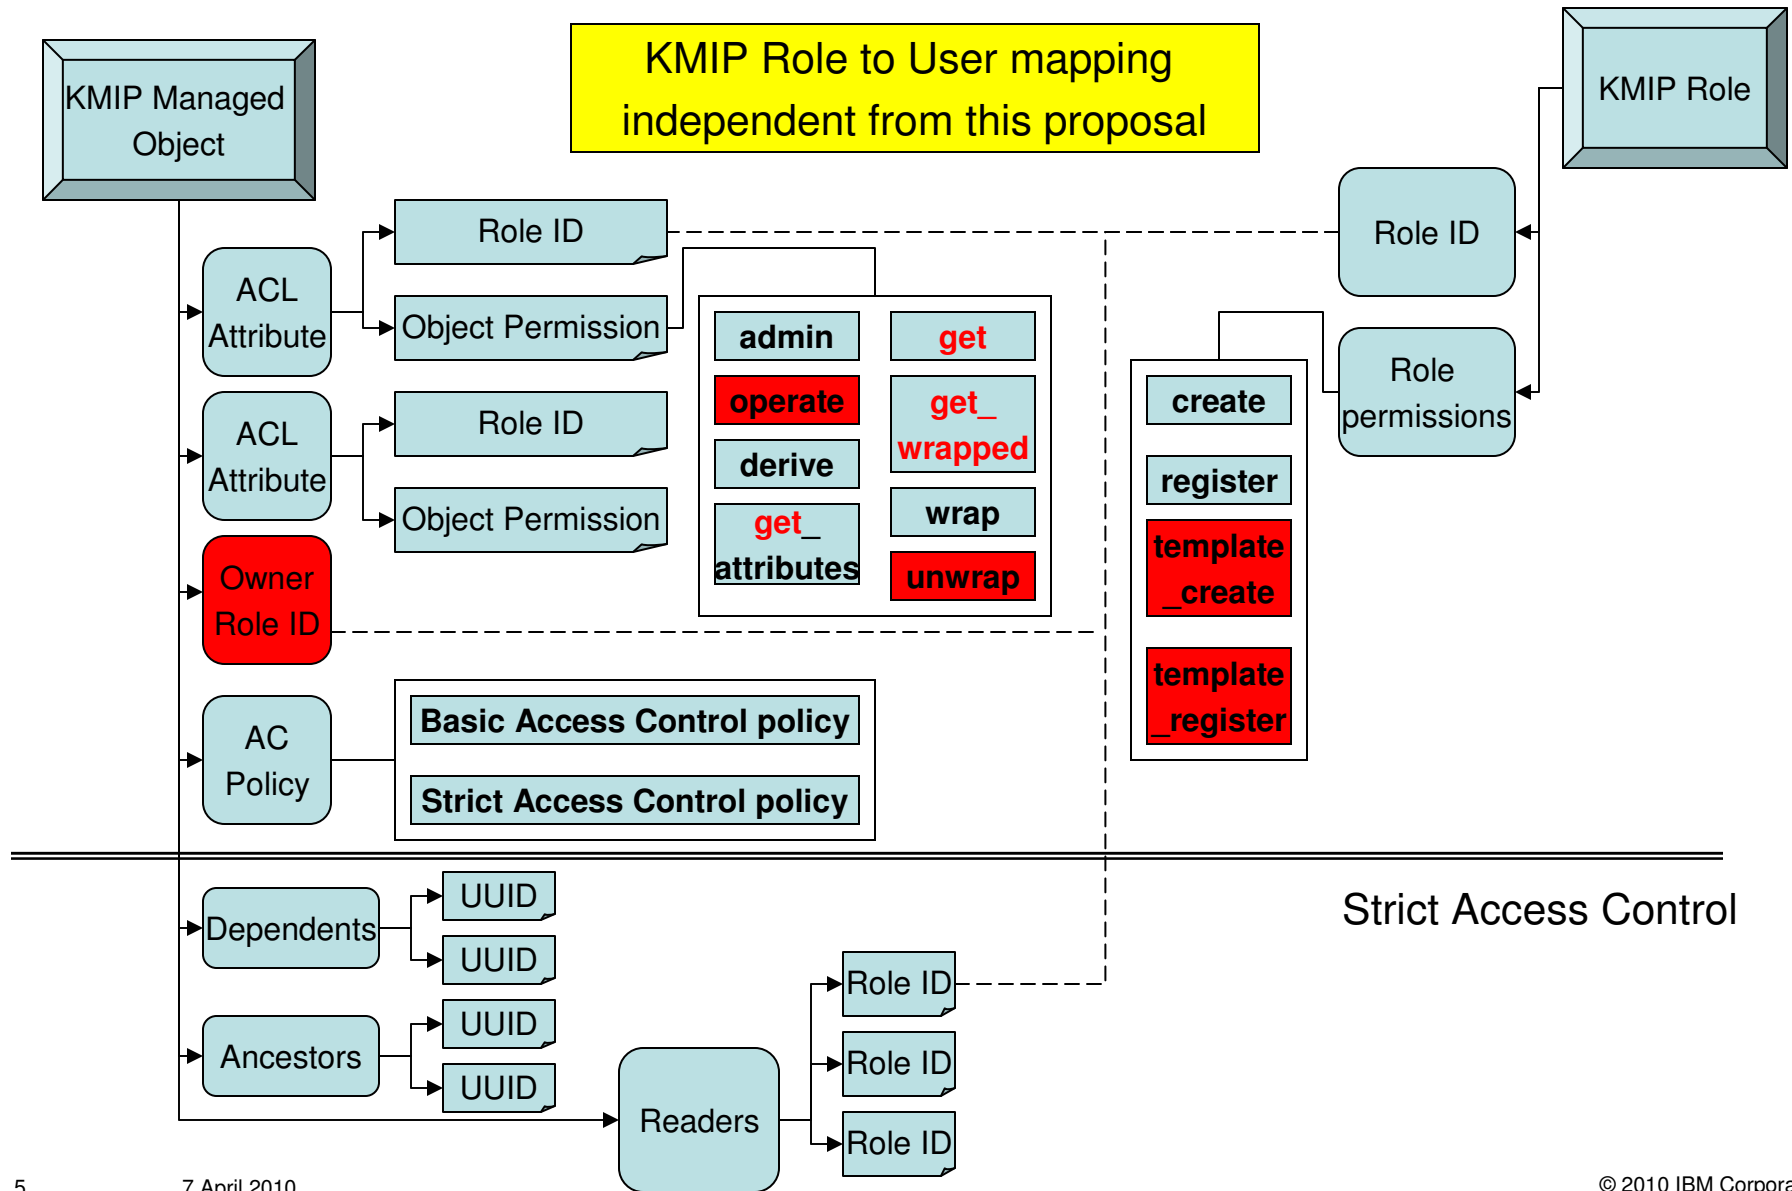 KMIP Role to User mapping
independent from this proposal
KMIP Managed
Object
KMIP Role
ACL
Attribute
Role ID
Object Permission
ACL
Attribute
Role ID
Object Permission
Owner
Role ID
AC
Policy
Basic Access Control policy
Strict Access Control policy
admin
operate
derive
get_
attributes
get
get_
wrapped
wrap
unwrap
Role ID
Role
permissions
create
register
template
_create
template
_register
Strict Access Control
Dependents
UUID
UUID
Ancestors
UUID
UUID
Readers
Role ID
Role ID
Role ID
5
7 April 2010
© 2010 IBM